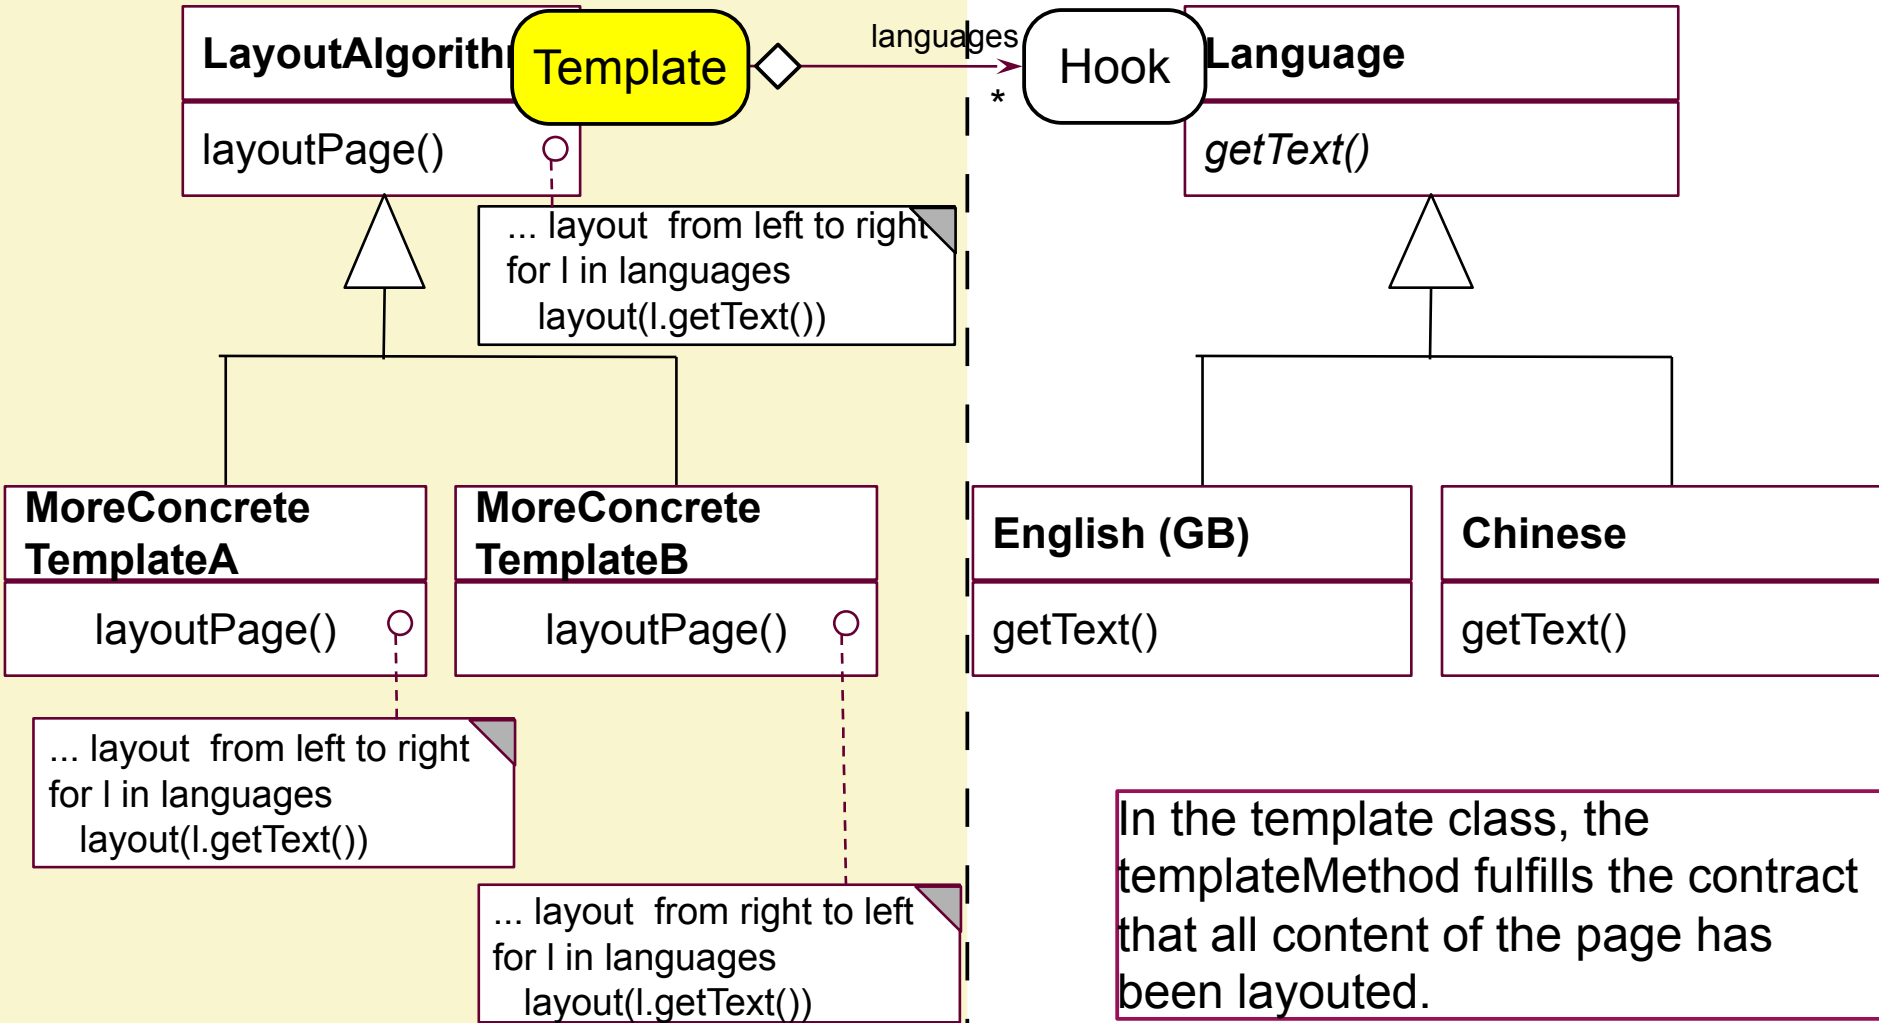 LayoutAlgorith
Template
languages
*
Hook
Language
layoutPage()
getText()
... layout from left to right
for l in languages
layout(l.getText())
MoreConcrete
TemplateA
layoutPage()
MoreConcrete
TemplateB
layoutPage()
English (GB)
getText()
Chinese
getText()
... layout from left to right
for l in languages
layout(l.getText())
... layout from right to left
for l in languages
layout(l.getText())
In the template class, the
templateMethod fulfills the contract
that all content of the page has
been layouted.